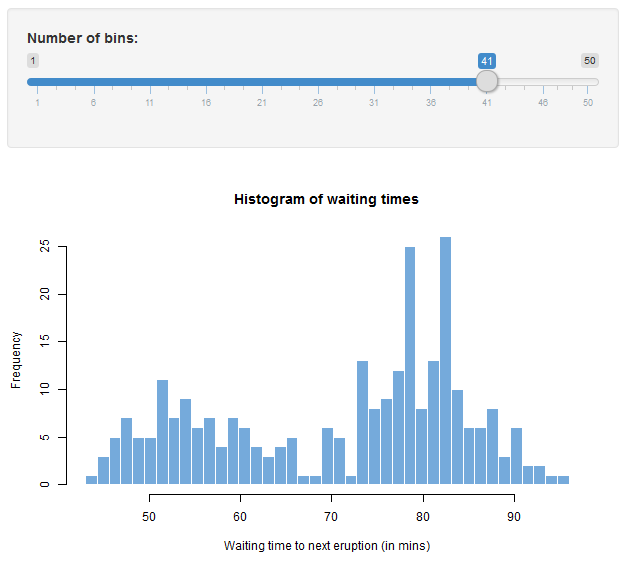 Number of bins:
1 41 50
1 6 11 16 21 26 31 36 41 46 50
Histogram of waiting times
25
20
15
10
5
0
Frequency
50 60 70 80 90
Waiting time to next eruption (in mins)